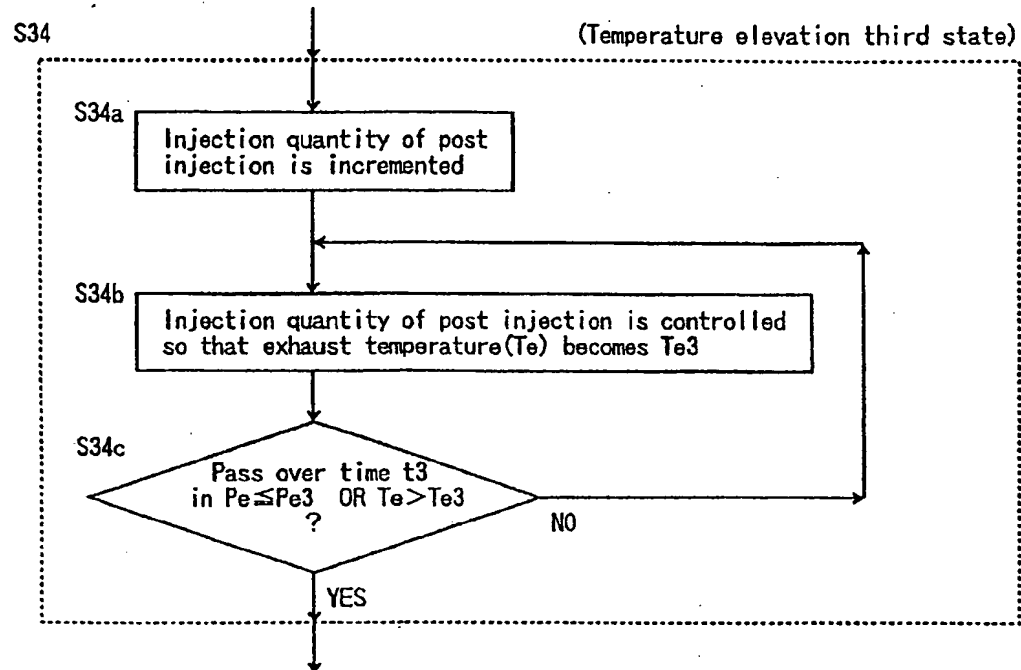 S34
(Temperature elevation third state)
S34a
Injection quantity of post
injection is incremented
S34b
Injection quantity of post injection is controlled
so that exhaust temperature(Te) becomes Te3
S34c
Pass over time t3
in Pe≦Pe3 OR Te>Te3
?
NO
YES